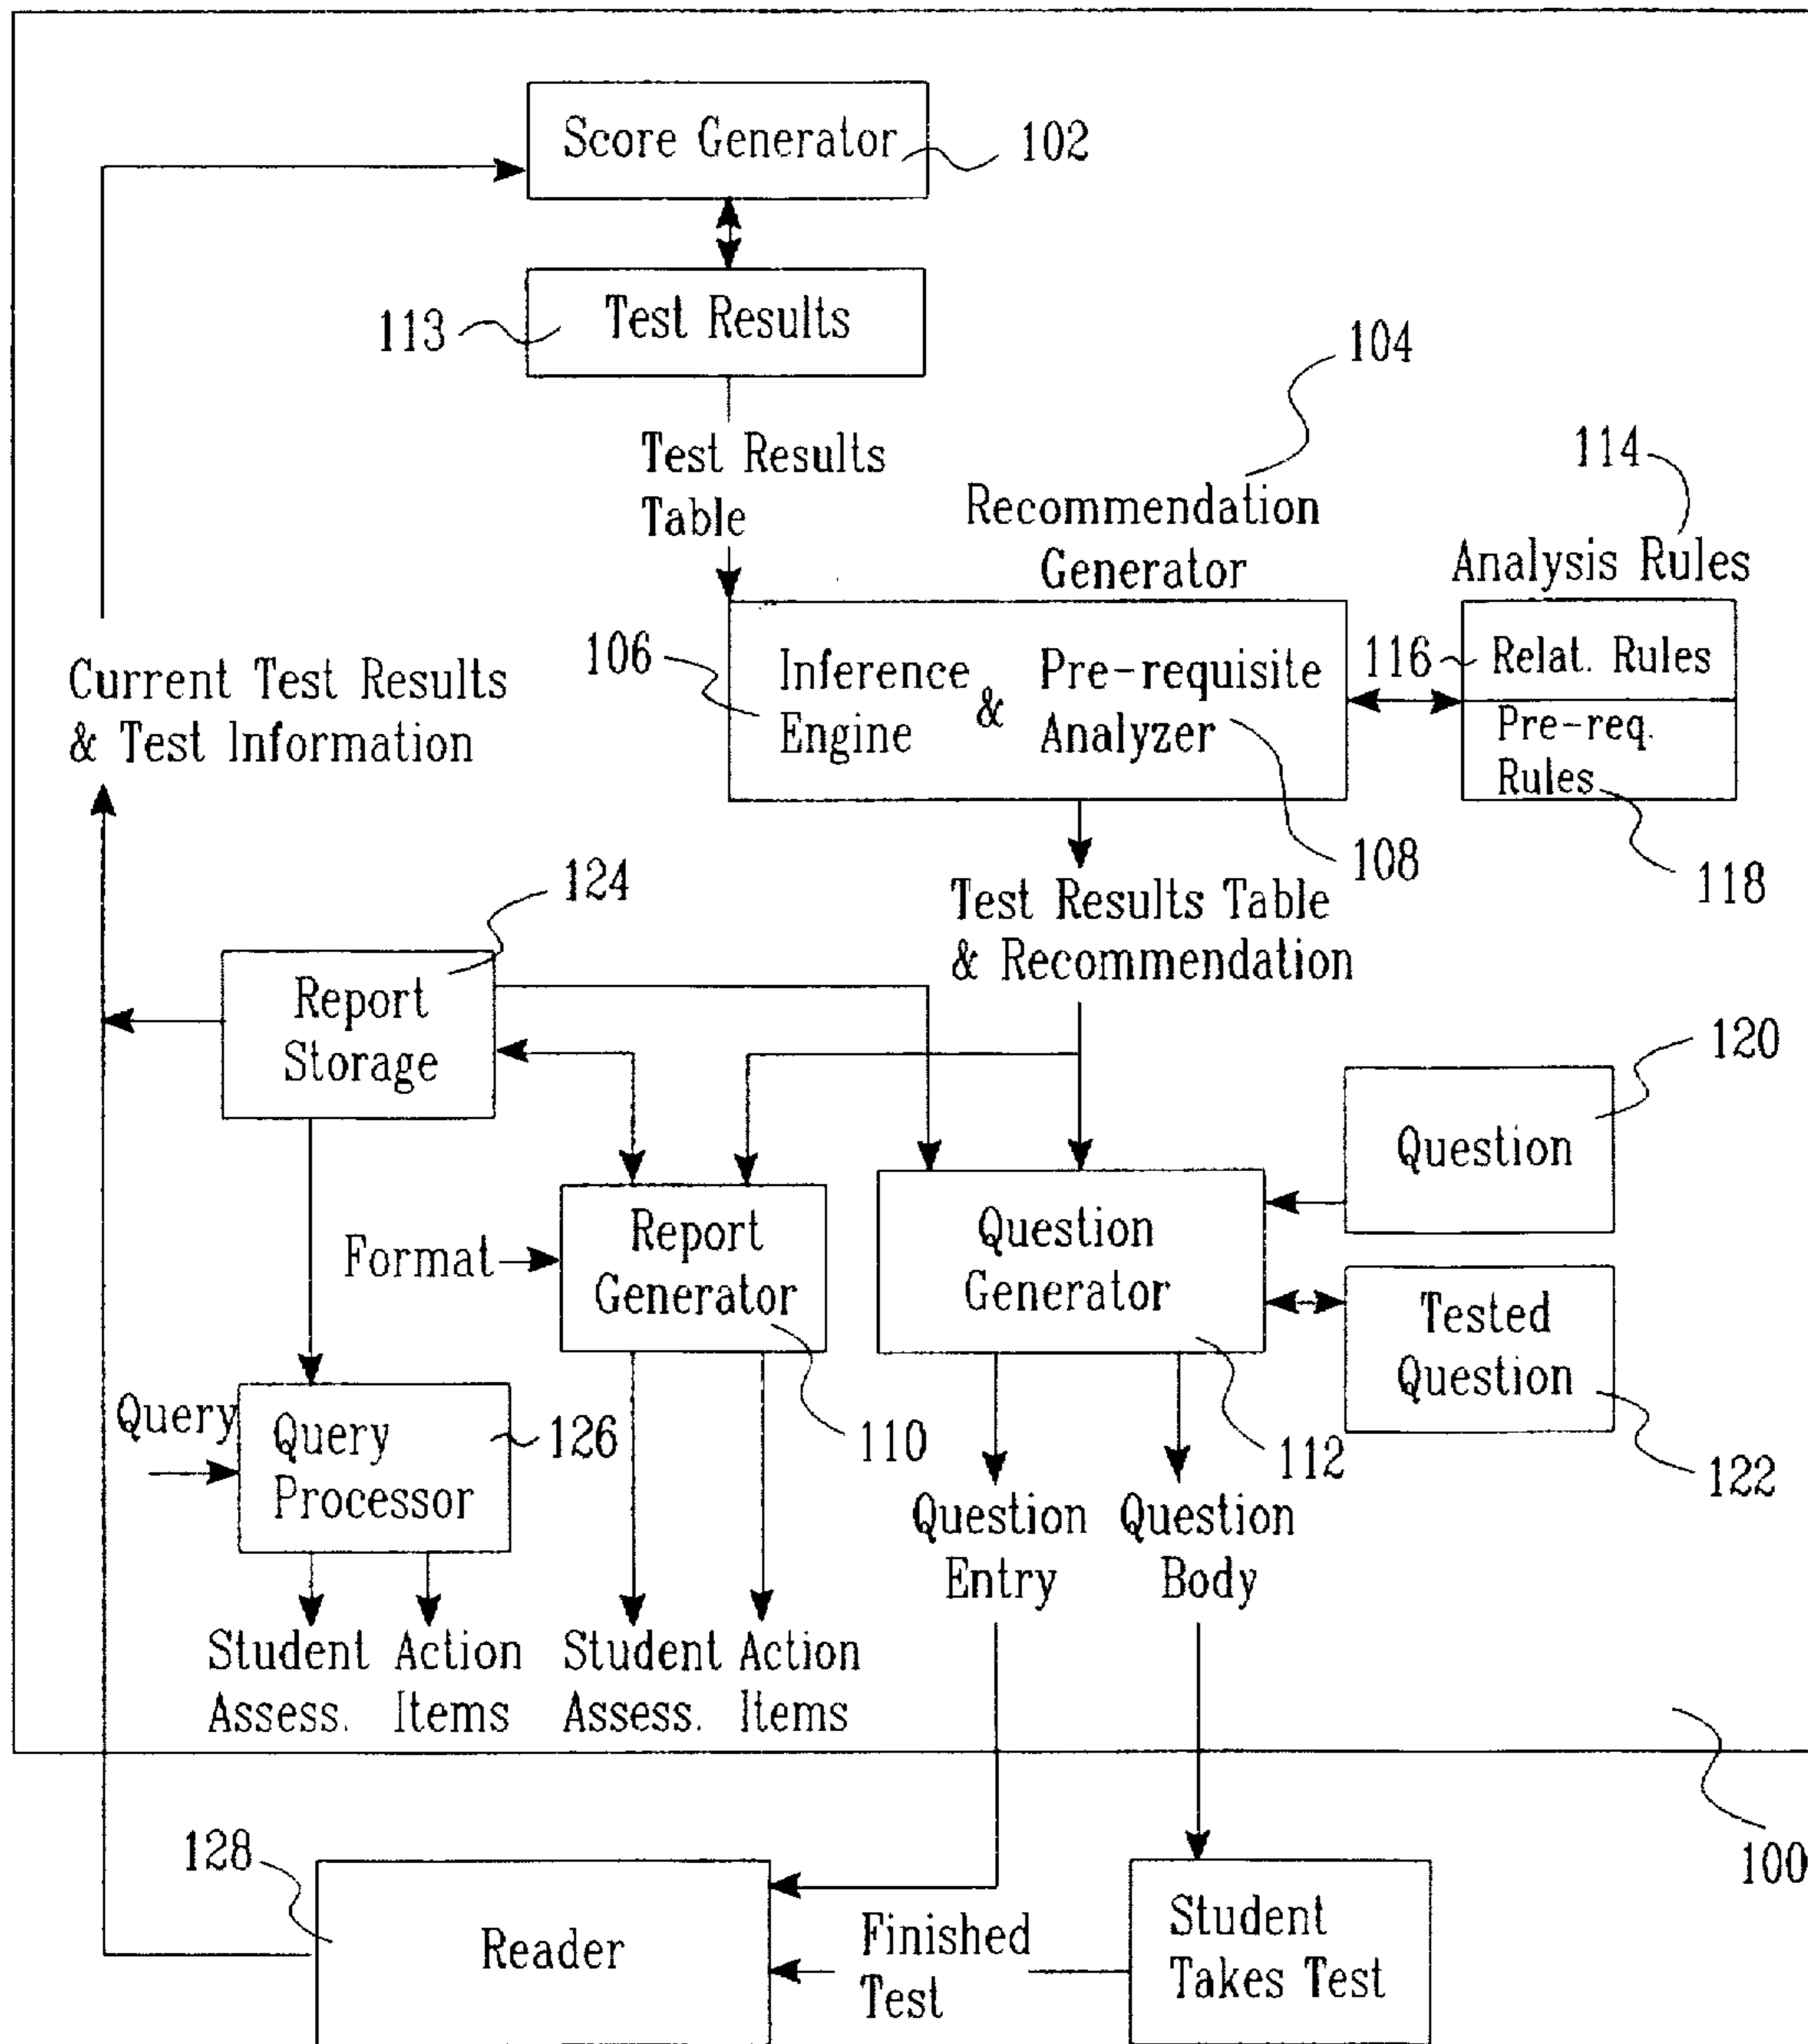 Score Generator
102
Test Results
113
104
Test Results
Table
Recommendation
Generator
114
Analysis Rules
106
Inference
Engine
&
Pre-requisite
Analyzer
116
Relat. Rules
Pre-req.
Rules
Current Test Results
& Test Information
108
118
124
Test Results Table
& Recommendation
Report
Storage
120
Question
Format
Report
Generator
Question
Generator
Tested
Question
Query
Query
Processor
126
110
112
122
Question
Entry
Question
Body
Student
Assess.
Action
Items
Student
Assess.
Action
Items
100
128
Reader
Finished
Test
Student
Takes Test